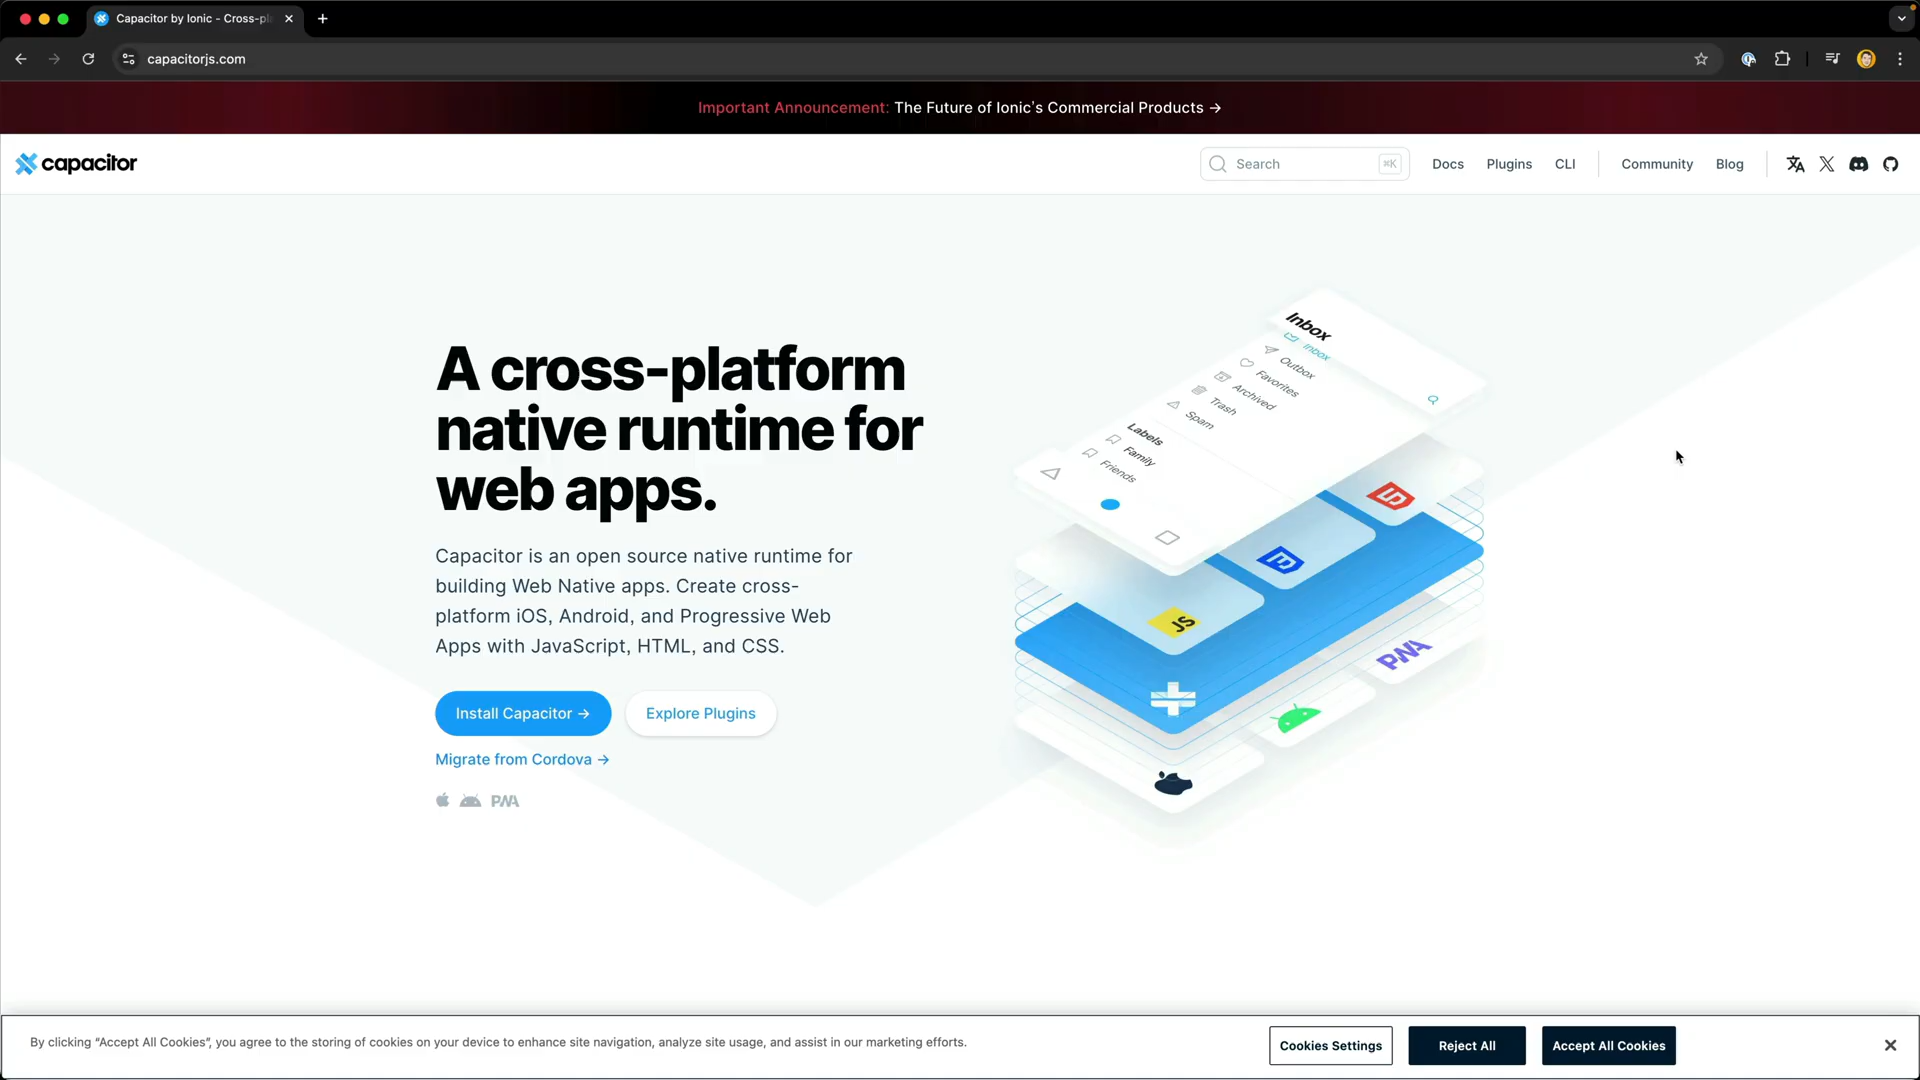 Capacitor by Ionic - Cross-pl
capacitorjs.com
Important Announcement: The Future of Ionic's Commercial Products →
capacitor
Search
⌘K
Docs
Plugins
CLI
Community
Blog
A cross-platform
native runtime for
web apps.
Capacitor is an open source native runtime for
building Web Native apps. Create cross-
platform iOS, Android, and Progressive Web
Apps with JavaScript, HTML, and CSS.
Install Capacitor →
Explore Plugins
Migrate from Cordova →
PWA
Inbox
Inbox
Outbox
Favorites
Archived
Trash
Spam
Labels
Family
Friends
JS
PWA
By clicking “Accept All Cookies”, you agree to the storing of cookies on your device to enhance site navigation, analyze site usage, and assist in our marketing efforts.
Cookies Settings
Reject All
Accept All Cookies